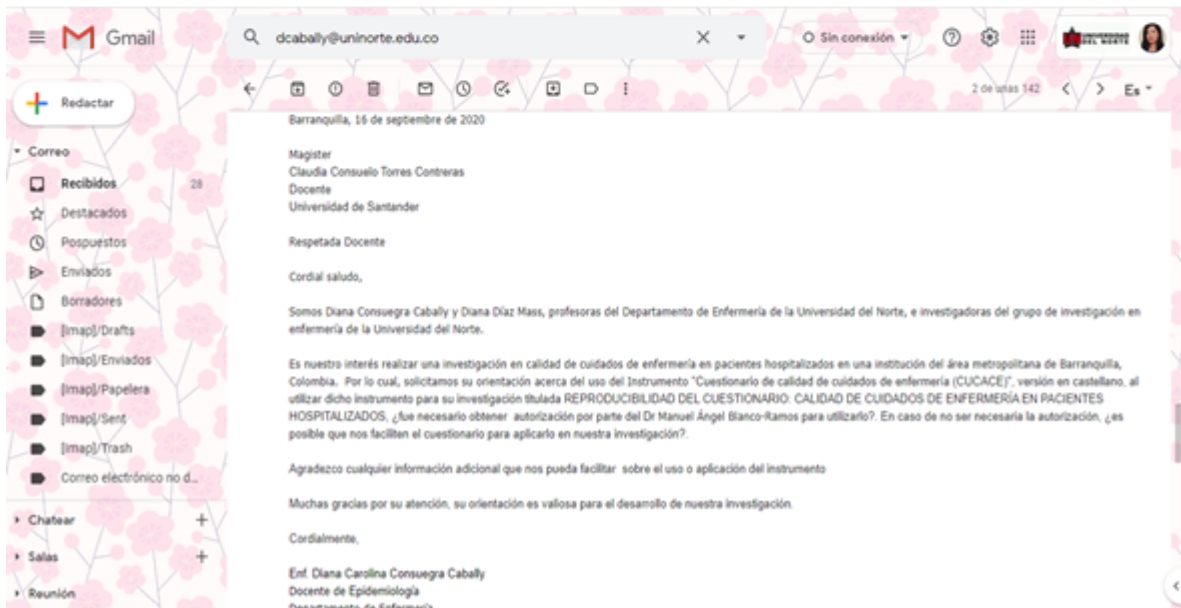 Gmail
dcabally@uninorte.edu.co
Sin conexión
UNIVERSIDAD
DEL NORTE
Redactar
2 de unas 142
Es
Correo
Recibidos 28
Destacados
Pospuestos
Enviados
Borradores
[Imap]/Drafts
[Imap]/Enviados
[Imap]/Papelera
[Imap]/Sent
[Imap]/Trash
Correo electrónico no d...
Chatear
Salas
Reunión
Barranquilla, 16 de septiembre de 2020
Magister
Claudia Consuelo Torres Contreras
Docente
Universidad de Santander
Respetada Docente
Cordial saludo,
Somos Diana Consuegra Cabally y Diana Díaz Mass, profesoras del Departamento de Enfermería de la Universidad del Norte, e investigadoras del grupo de investigación en
enfermería de la Universidad del Norte.
Es nuestro interés realizar una investigación en calidad de cuidados de enfermería en pacientes hospitalizados en una institución del área metropolitana de Barranquilla,
Colombia. Por lo cual, solicitamos su orientación acerca del uso del Instrumento "Cuestionario de calidad de cuidados de enfermería (CUCACE)", versión en castellano, al
utilizar dicho instrumento para su investigación titulada REPRODUCIBILIDAD DEL CUESTIONARIO: CALIDAD DE CUIDADOS DE ENFERMERÍA EN PACIENTES
HOSPITALIZADOS, ¿fue necesario obtener autorización por parte del Dr Manuel Ángel Blanco-Ramos para utilizarlo?. En caso de no ser necesaria la autorización, ¿es
posible que nos faciliten el cuestionario para aplicarlo en nuestra investigación?.
Agradezco cualquier información adicional que nos pueda facilitar sobre el uso o aplicación del instrumento
Muchas gracias por su atención, su orientación es valiosa para el desarrollo de nuestra investigación.
Cordialmente,
Enf. Diana Carolina Consuegra Cabally
Docente de Epidemiología
Departamento de Enfermería